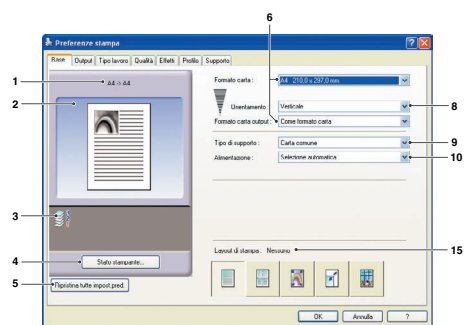 6
Preferenze stampa
Base Output Tipo lavoro Qualità Effetti Profilo Supporto
1
A4 -> A4
Formato carta :
A4 210,0 x 297,0 mm
2
Orientamento :
Verticale
8
Formato carta output :
Come formato carta
Tipo di supporto :
Carta comune
9
Alimentazione :
Selezione automatica
10
3
Layout di stampa : Nessuno
15
4
Stato stampante...
5
Ripristina tutte impost.pred.
OK Annulla ?